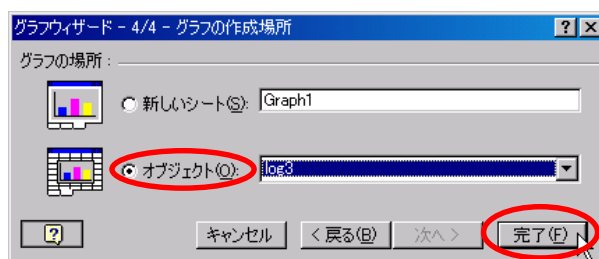 グラフウィザード - 4/4 - グラフの作成場所
グラフの場所:
新しいシート(S): Graph1
オブジェクト(O): log3
キャンセル < 戻る(B) 次へ > 完了(F)